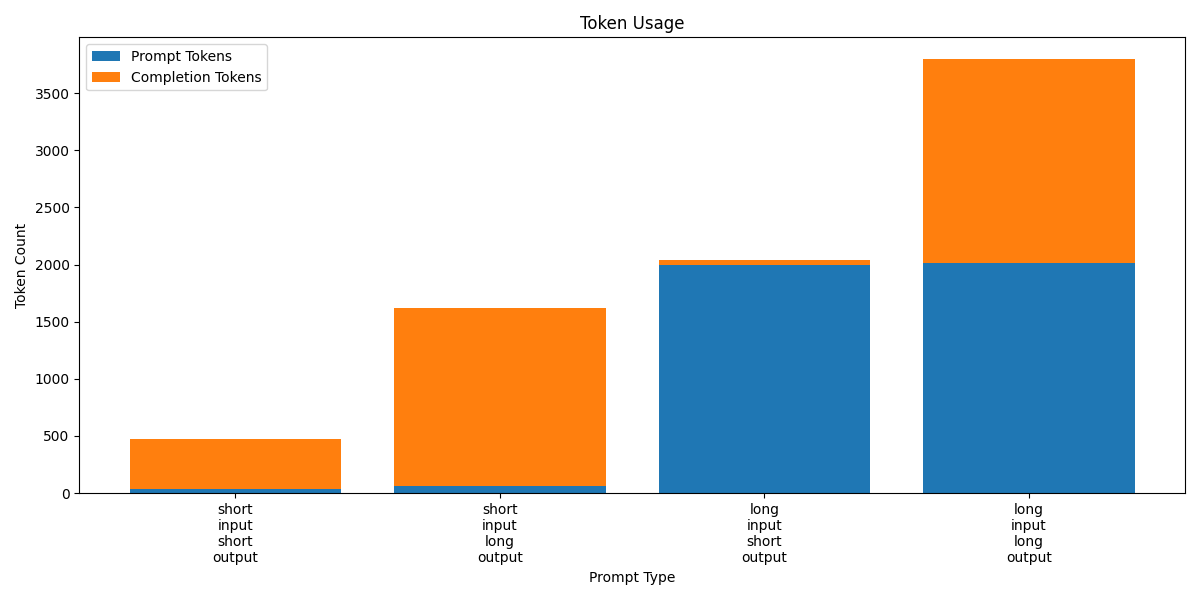 Token Usage
Prompt Tokens
Completion Tokens
Token Count
3500
3000
2500
2000
1500
1000
500
0
short
input
short
output
short
input
long
output
long
input
short
output
long
input
long
output
Prompt Type